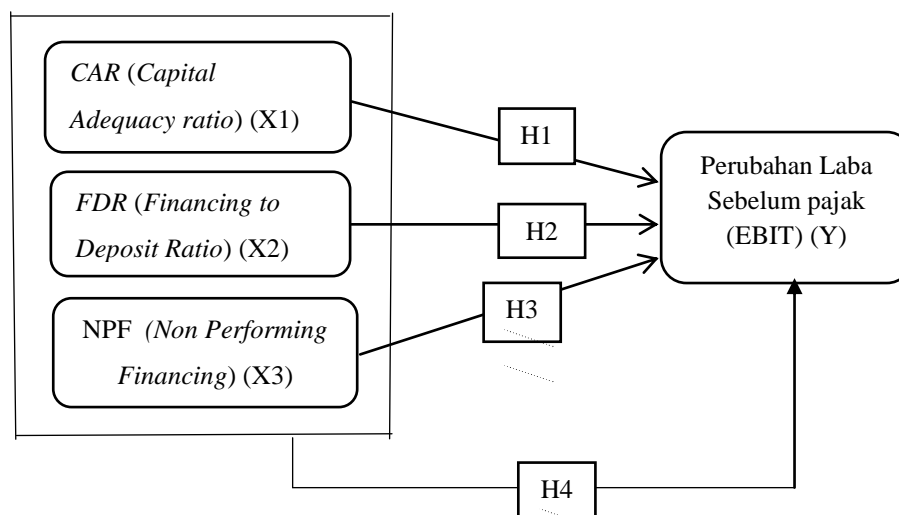 CAR (Capital
Adequacy ratio) (X1)
FDR (Financing to
Deposit Ratio) (X2)
NPF (Non Performing
Financing) (X3)
H1
H2
H3
H4
Perubahan Laba
Sebelum pajak
(EBIT) (Y)